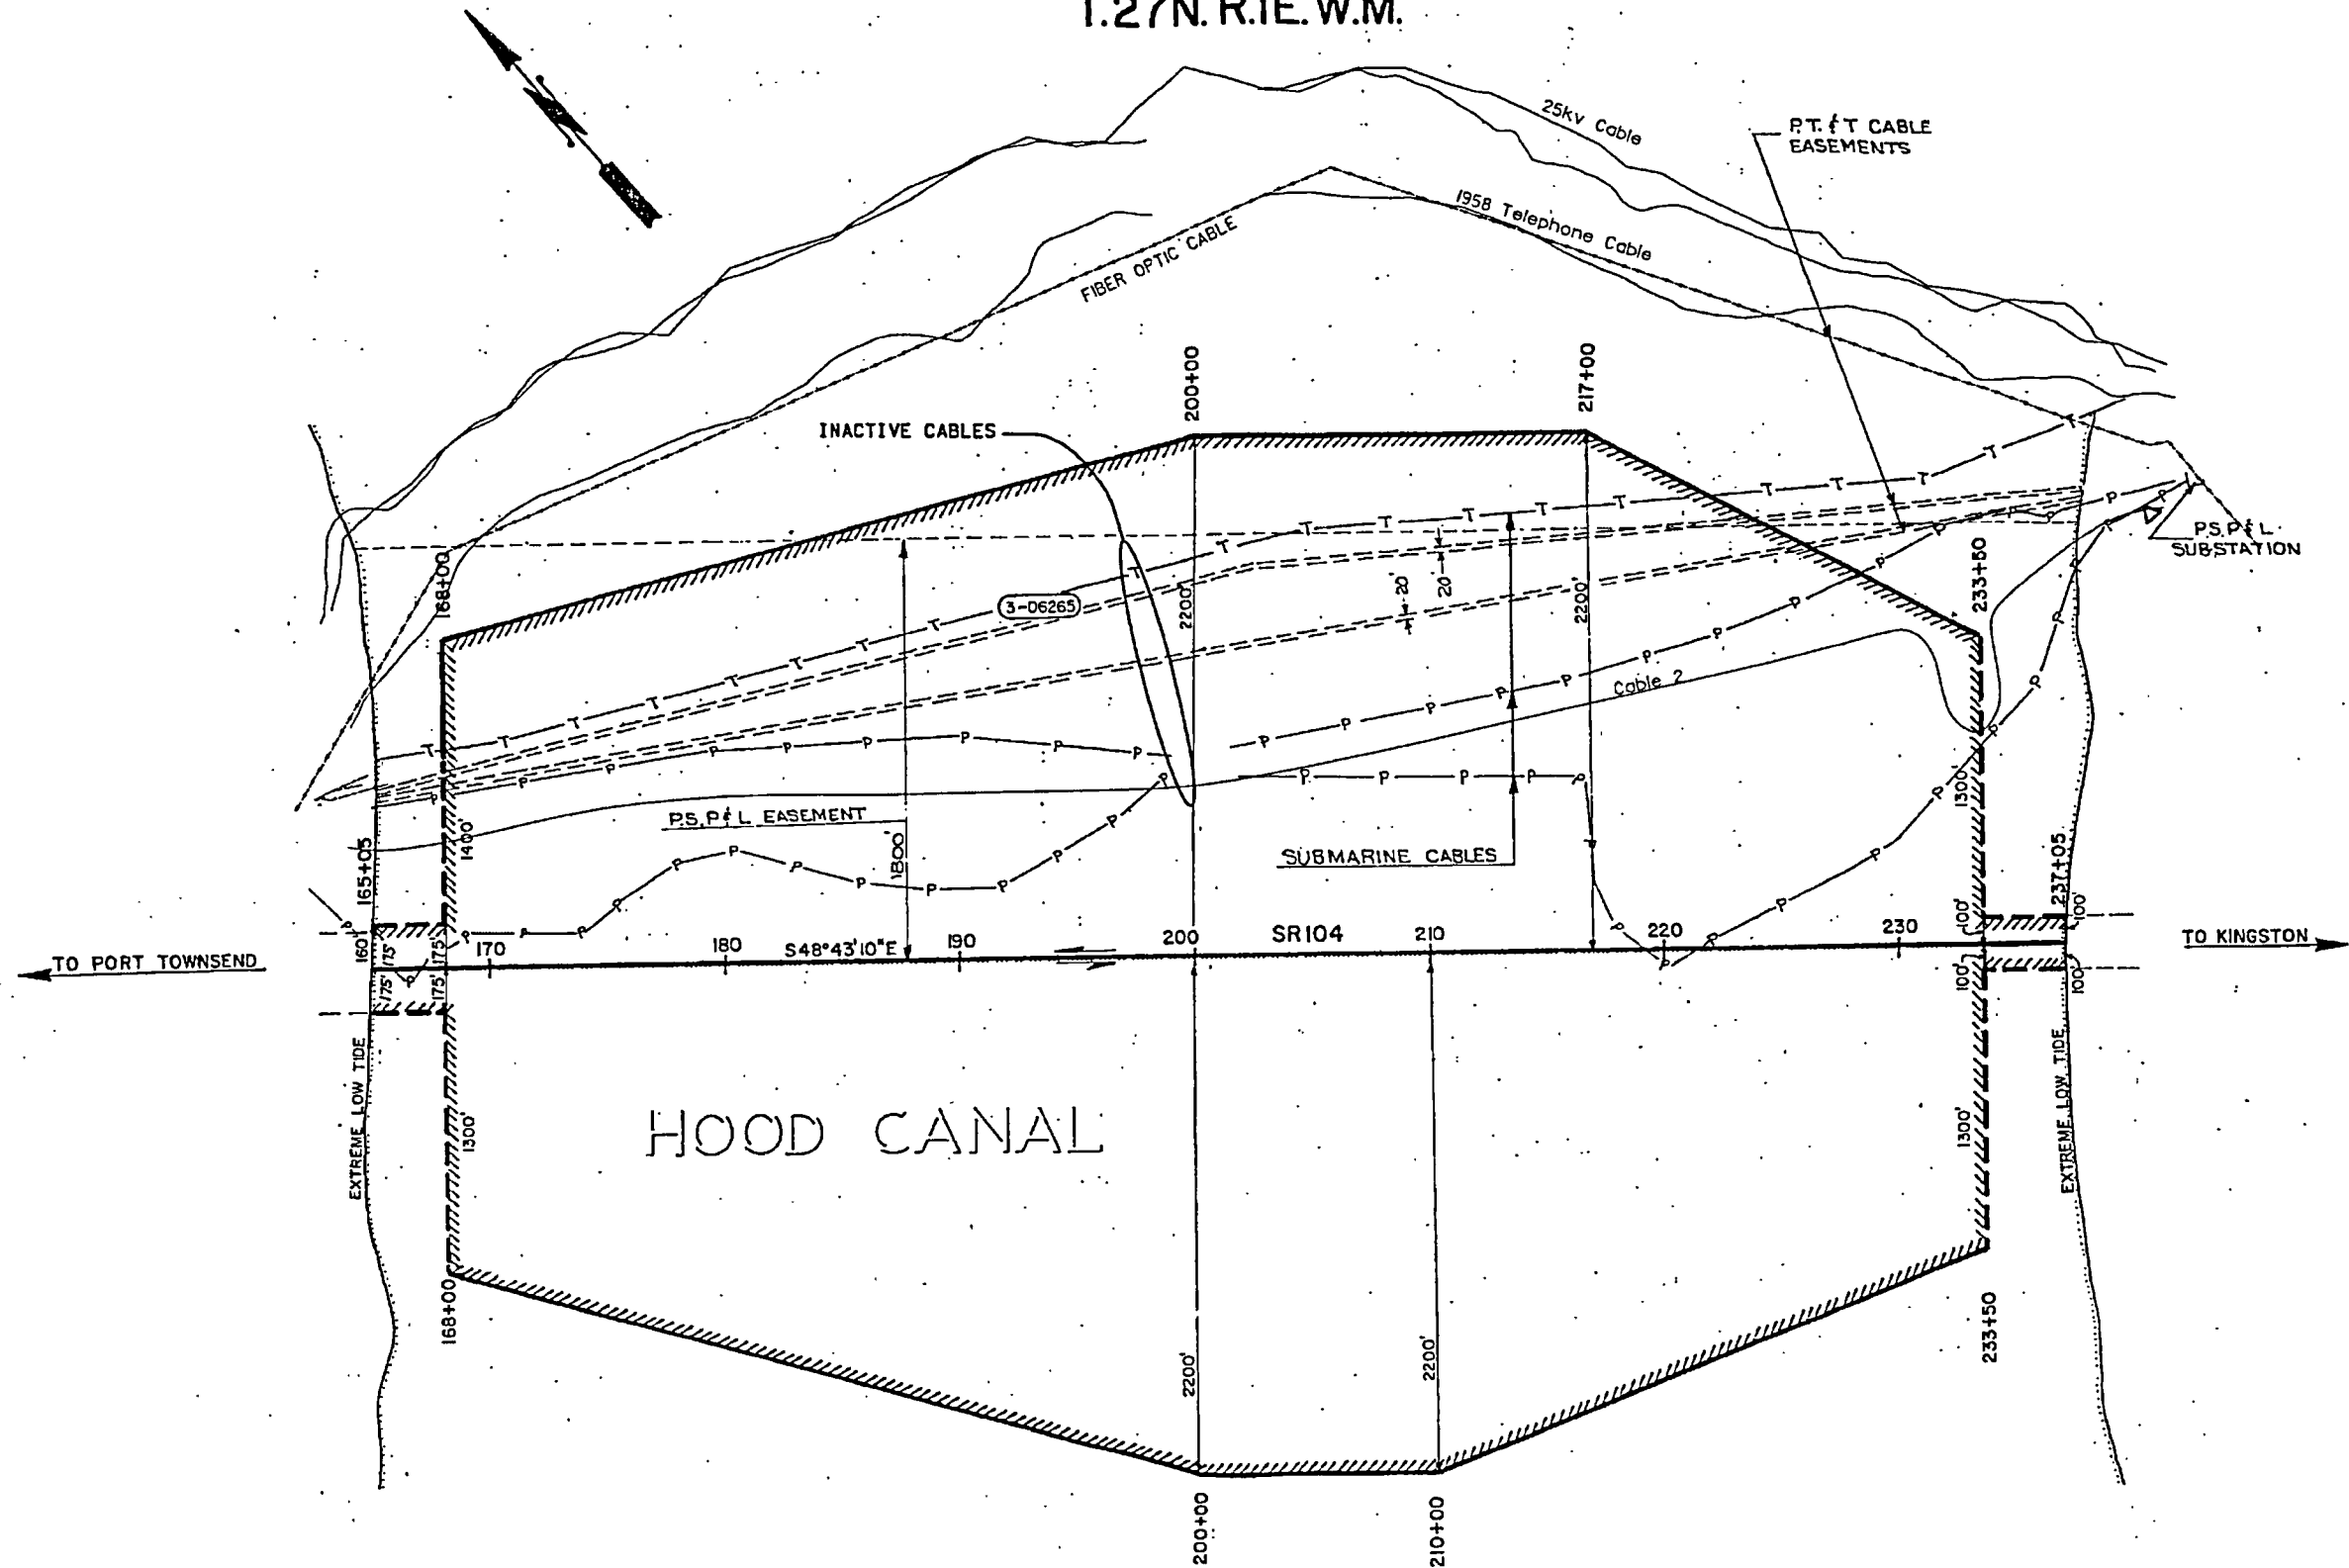 T.27N. R.1E. W.M.
25Kv Cable
P.T. & T CABLE
EASEMENTS
1958 Telephone Cable
FIBER OPTIC CABLE
INACTIVE CABLES
200+00
217+00
168+00
3-06265
2200'
20'
20'
2200'
233+50
P.S.P & L.
SUBSTATION
T T T T T T T T T T T T T T T T T T T T T
Cable 2
P P P P P P P P P P P P P P P P P P P P
P.S.P & L EASEMENT
1400'
1800'
SUBMARINE CABLES
1300'
165+05
237+05
160'
175'
175'
100'
100'
TO PORT TOWNSEND
170
180
S48°43'10"E
190
200
SR104
210
220
230
TO KINGSTON
175'
175'
100'
100'
EXTREME LOW TIDE
1300'
HOOD CANAL
1300'
EXTREME LOW TIDE
168+00
2200'
2200'
233+50
200+00
210+00